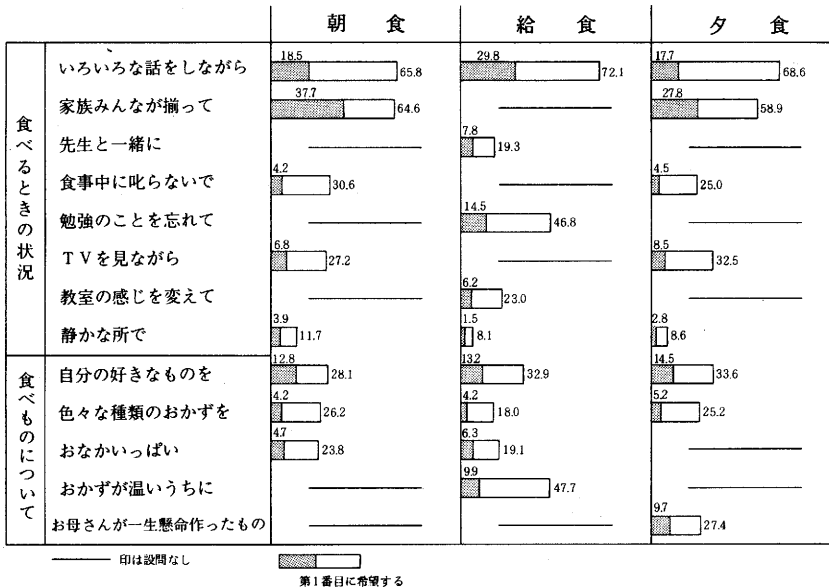 朝 食 給 食 夕 食
食べるときの状況
いろいろな話をしながら 18.5 65.8 29.8 72.1 17.7 68.6
家族みんなが揃って 37.7 64.6 27.8 58.9
先生と一緒に 7.8 19.3
食事中に叱らないで 4.2 30.6 4.5 25.0
勉強のことを忘れて 14.5 46.8
TVを見ながら 6.8 27.2 8.5 32.5
教室の感じを変えて 6.2 23.0
静かな所で 3.9 11.7 1.5 8.1 2.8 8.6
食べものについて
自分の好きなものを 12.8 28.1 13.2 32.9 14.5 33.6
色々な種類のおかずを 4.2 26.2 4.2 18.0 5.2 25.2
おなかいっぱい 4.7 23.8 6.3 19.1
おかずが温いうちに 9.9 47.7
お母さんが一生懸命作ったもの 9.7 27.4
印は設問なし
第1番目に希望する